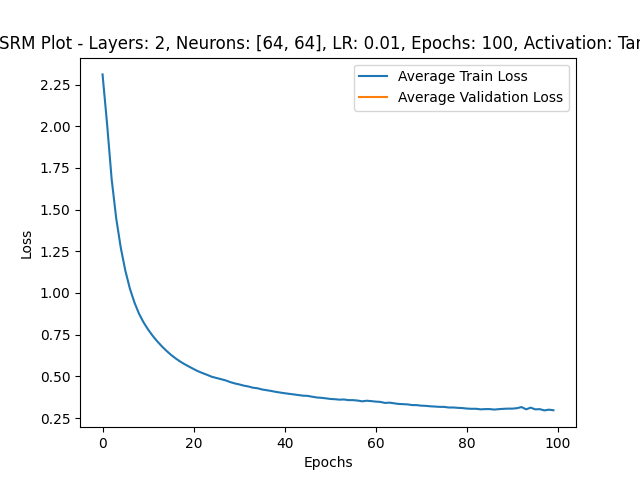 SRM Plot - Layers: 2, Neurons: [64, 64], LR: 0.01, Epochs: 100, Activation: Tan
Average Train Loss
Average Validation Loss
2.25
2.00
1.75
1.50
1.25
1.00
0.75
0.50
0.25
Loss
0 20 40 60 80 100
Epochs